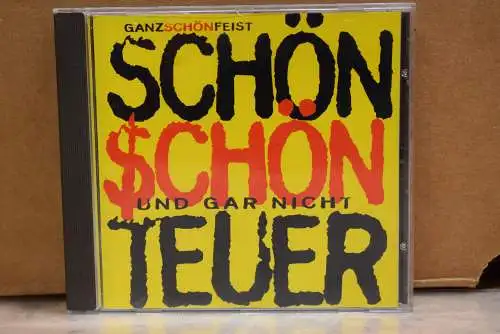 GANZSCHÖNFEIST
SCHÖN
$CHÖN
UND GAR NICHT
TEUER